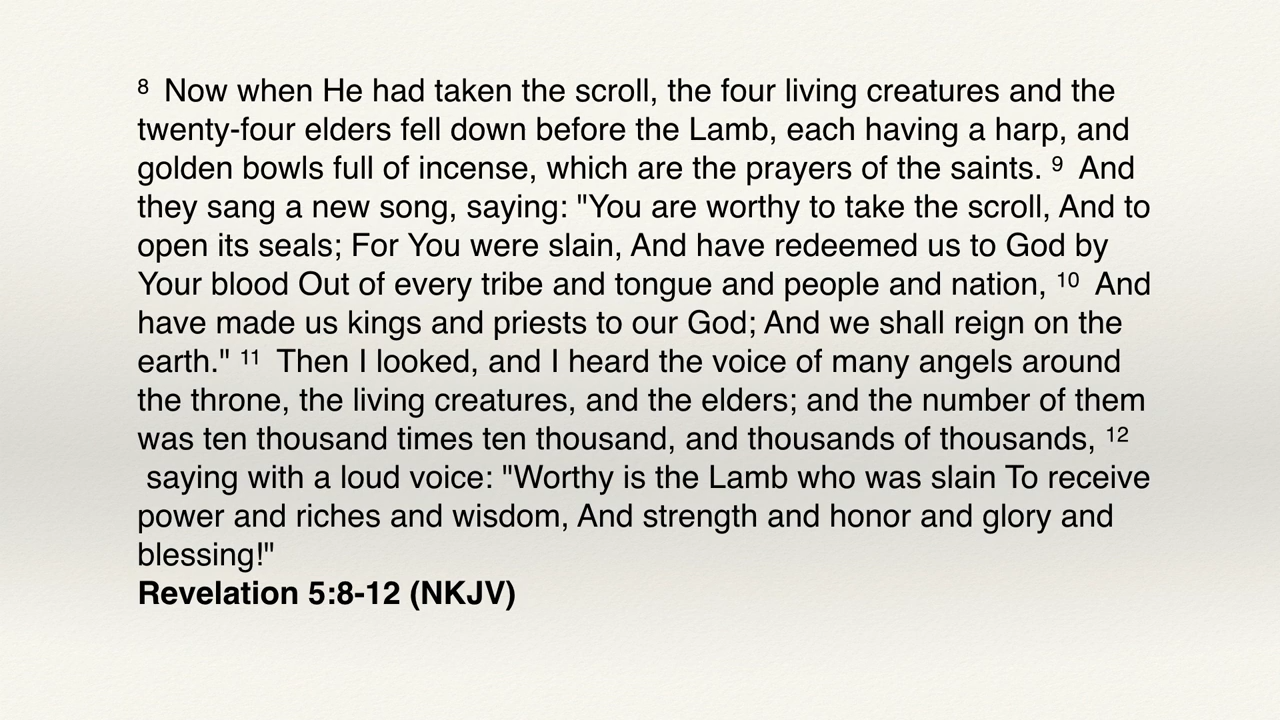 8 Now when He had taken the scroll, the four living creatures and the
twenty-four elders fell down before the Lamb, each having a harp, and
golden bowls full of incense, which are the prayers of the saints. 9 And
they sang a new song, saying: "You are worthy to take the scroll, And to
open its seals; For You were slain, And have redeemed us to God by
Your blood Out of every tribe and tongue and people and nation, 10 And
have made us kings and priests to our God; And we shall reign on the
earth." 11 Then I looked, and I heard the voice of many angels around
the throne, the living creatures, and the elders; and the number of them
was ten thousand times ten thousand, and thousands of thousands, 12
saying with a loud voice: "Worthy is the Lamb who was slain To receive
power and riches and wisdom, And strength and honor and glory and
blessing!"
Revelation 5:8-12 (NKJV)